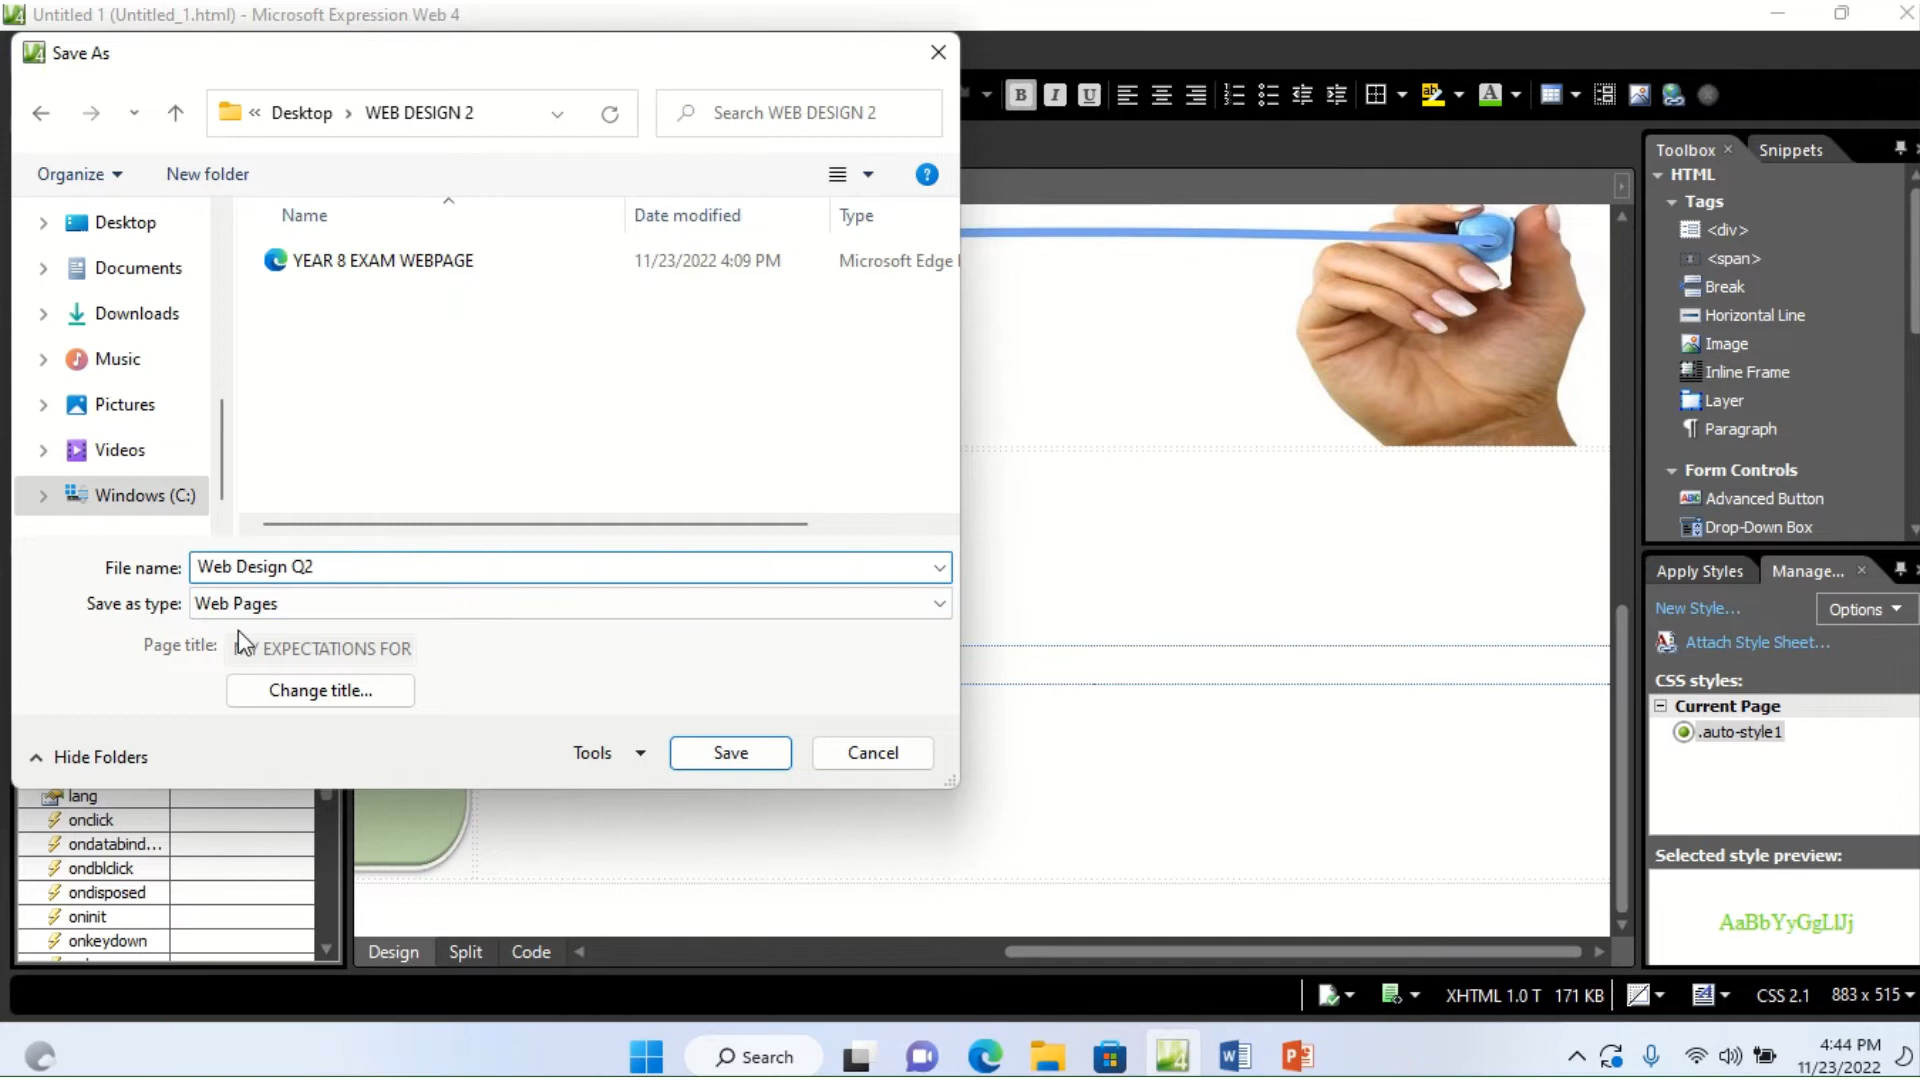 Untitled 1 (Untitled_1.html) - Microsoft Expression Web 4
Save As
« Desktop › WEB DESIGN 2
Search WEB DESIGN 2
Organize
New folder
?
Name
Date modified
Type
YEAR 8 EXAM WEBPAGE
11/23/2022 4:09 PM
Microsoft Edge
Desktop
Documents
Downloads
Music
Pictures
Videos
Windows (C:)
File name: Web Design Q2
Save as type: Web Pages
Page title: MY EXPECTATIONS FOR
Change title...
Hide Folders
Tools
Save
Cancel
lang
onclick
ondatabind...
ondblclick
ondisposed
oninit
onkeydown
B I U
ab
A
Toolbox
Snippets
HTML
Tags
<div>
<span>
Break
Horizontal Line
Image
Inline Frame
Layer
Paragraph
Form Controls
Advanced Button
Drop-Down Box
Apply Styles
Manage...
New Style...
Options
Attach Style Sheet...
CSS styles:
Current Page
.auto-style1
Selected style preview:
AaBbYyGgLlJj
Design
Split
Code
XHTML 1.0 T
171 KB
CSS 2.1
883 x 515
Search
4:44 PM
11/23/2022